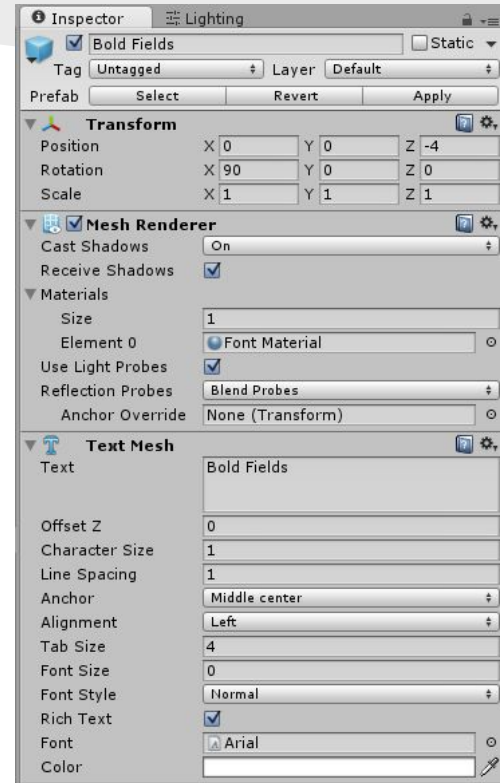 Inspector Lighting
Bold Fields Static
Tag Untagged Layer Default
Prefab Select Revert Apply
Transform
Position X 0 Y 0 Z -4
Rotation X 90 Y 0 Z 0
Scale X 1 Y 1 Z 1
Mesh Renderer
Cast Shadows On
Receive Shadows
Materials
Size 1
Element 0 Font Material
Use Light Probes
Reflection Probes Blend Probes
Anchor Override None (Transform)
Text Mesh
Text Bold Fields
Offset Z 0
Character Size 1
Line Spacing 1
Anchor Middle center
Alignment Left
Tab Size 4
Font Size 0
Font Style Normal
Rich Text
Font Arial
Color